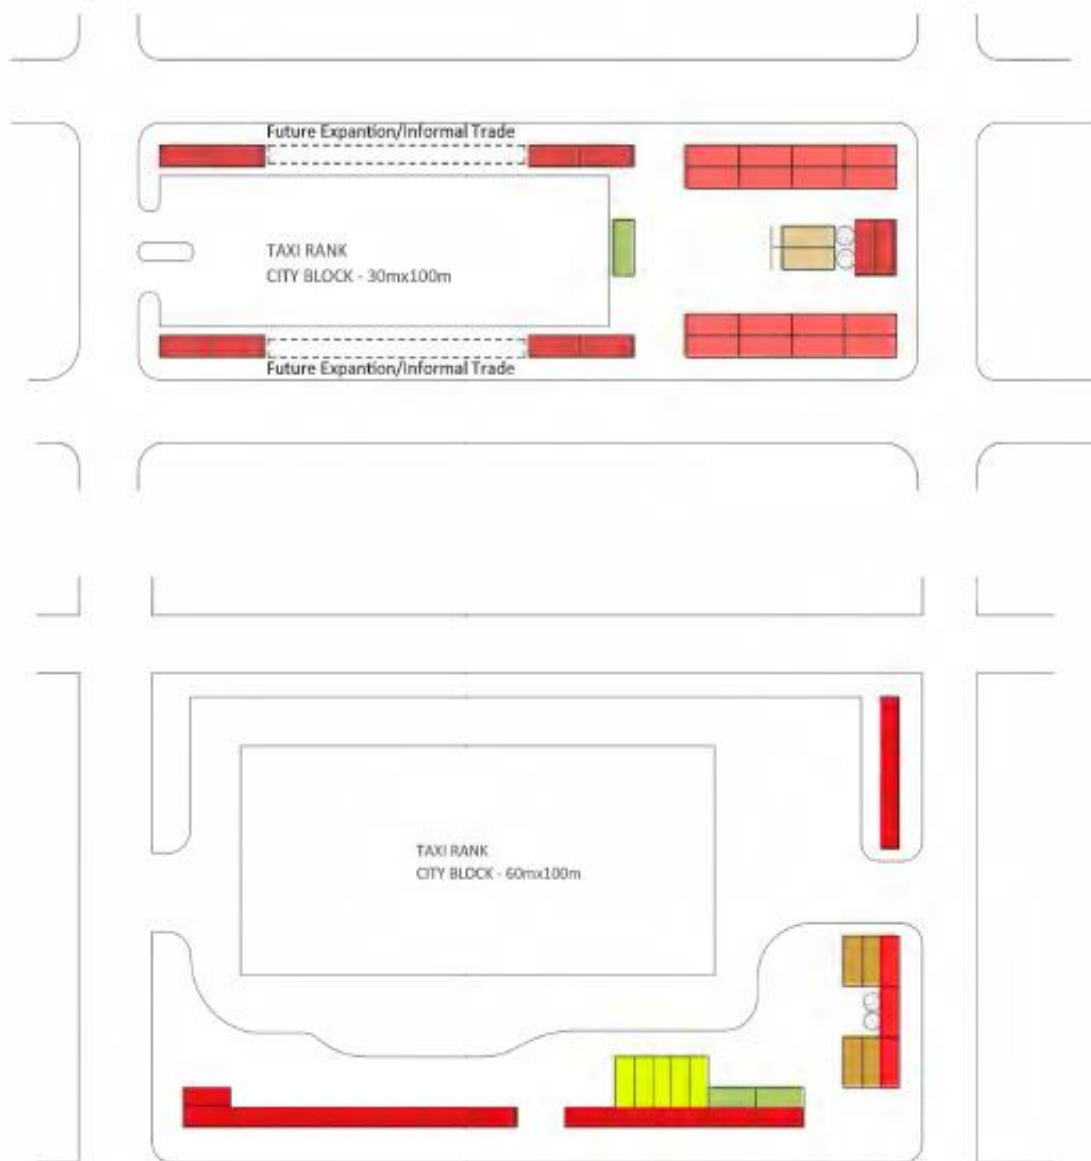 Future Expantion/Informal Trade
TAXI RANK
CITY BLOCK - 30mx100m
Future Expantion/Informal Trade
TAXI RANK
CITY BLOCK - 60mx100m